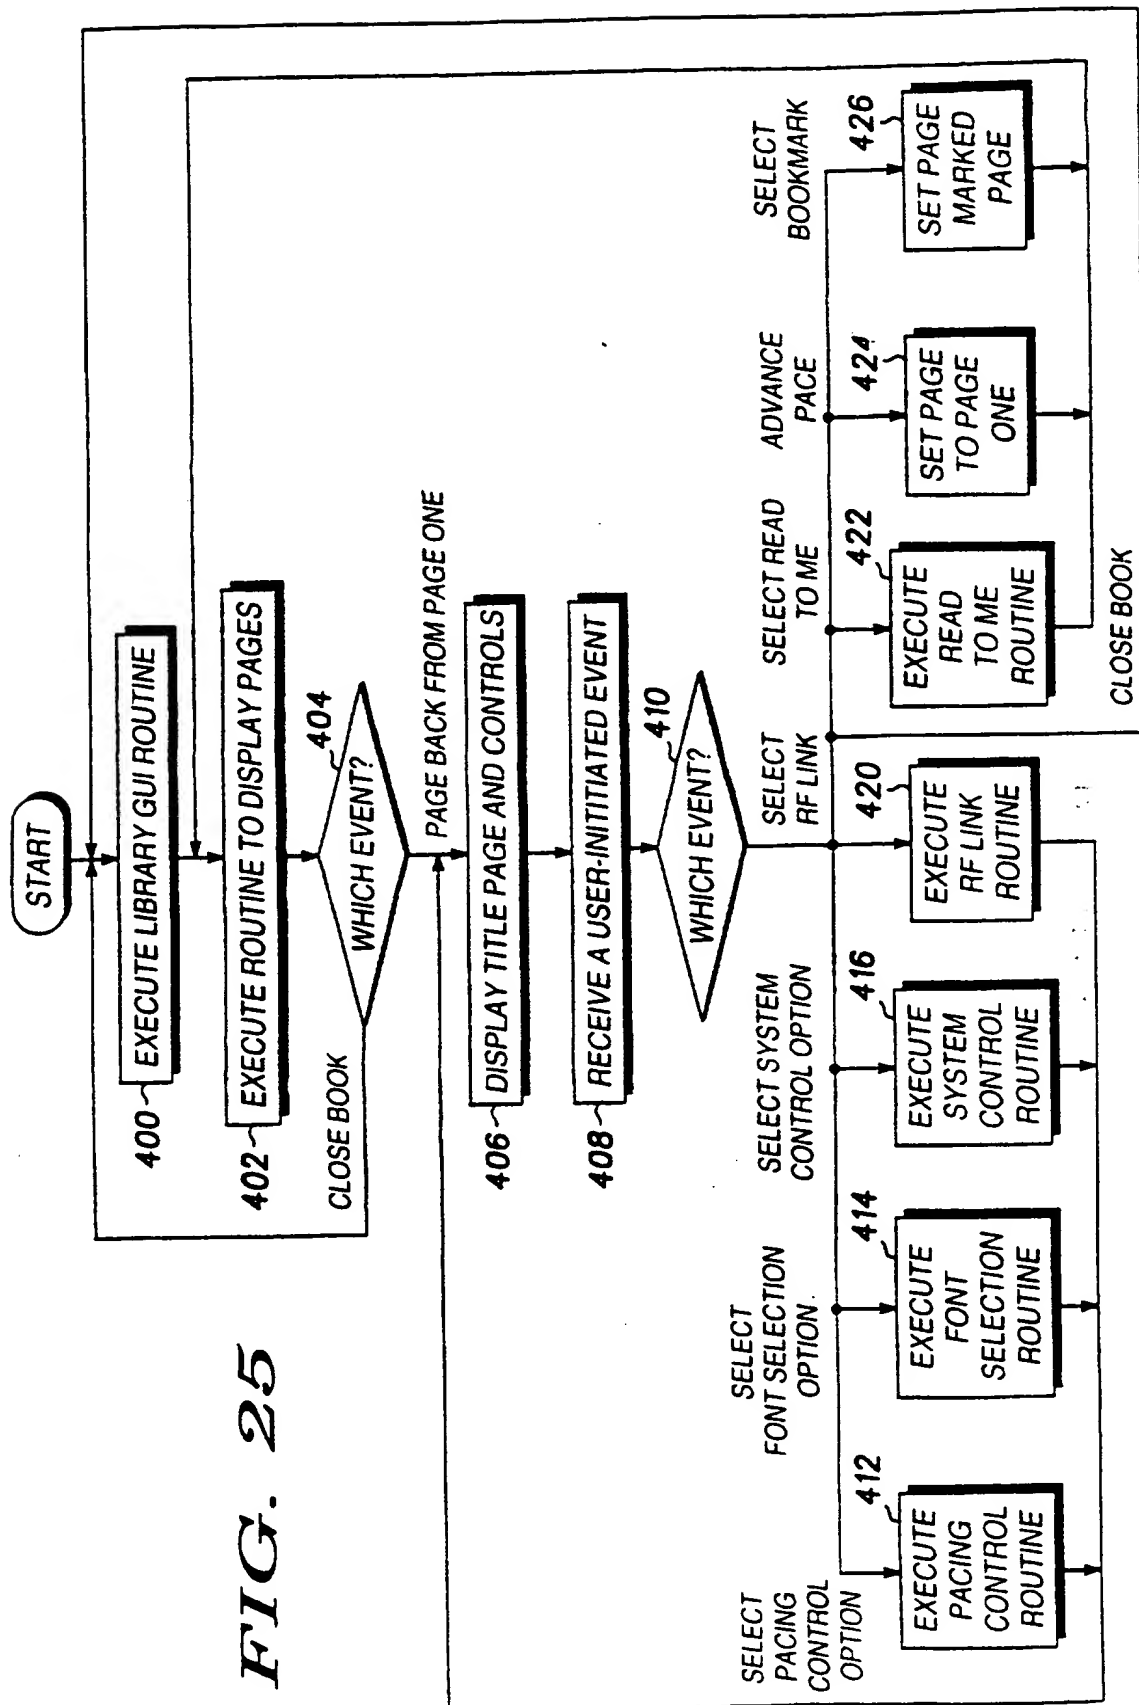 FIG. 25
START
400
EXECUTE LIBRARY GUI ROUTINE
402
EXECUTE ROUTINE TO DISPLAY PAGES
404
WHICH EVENT?
CLOSE BOOK
PAGE BACK FROM PAGE ONE
406
DISPLAY TITLE PAGE AND CONTROLS
408
RECEIVE A USER-INITITIATED EVENT
410
WHICH EVENT?
SELECT
PACING
CONTROL
OPTION
412
EXECUTE
PACING
CONTROL
ROUTINE
SELECT
FONT SELECTION
OPTION
414
EXECUTE
FONT
SELECTION
ROUTINE
SELECT SYSTEM
CONTROL OPTION
416
EXECUTE
SYSTEM
CONTROL
ROUTINE
SELECT
RF LINK
420
EXECUTE
RF LINK
ROUTINE
SELECT READ
TO ME
422
EXECUTE
READ
TO ME
ROUTINE
ADVANCE
PACE
424
SET PAGE
TO PAGE
ONE
SELECT
BOOKMARK
426
SET PAGE
MARKED
PAGE
CLOSE BOOK